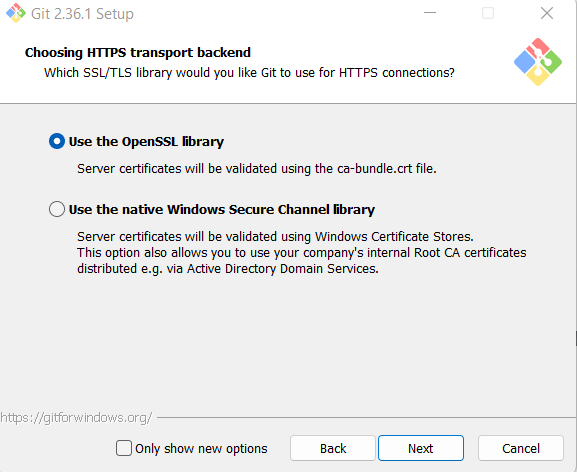 Git 2.36.1 Setup
Choosing HTTPS transport backend
Which SSL/TLS library would you like Git to use for HTTPS connections?
Use the OpenSSL library
Server certificates will be validated using the ca-bundle.crt file.
Use the native Windows Secure Channel library
Server certificates will be validated using Windows Certificate Stores.
This option also allows you to use your company's internal Root CA certificates
distributed e.g. via Active Directory Domain Services.
https://gitforwindows.org/
Only show new options
Back
Next
Cancel